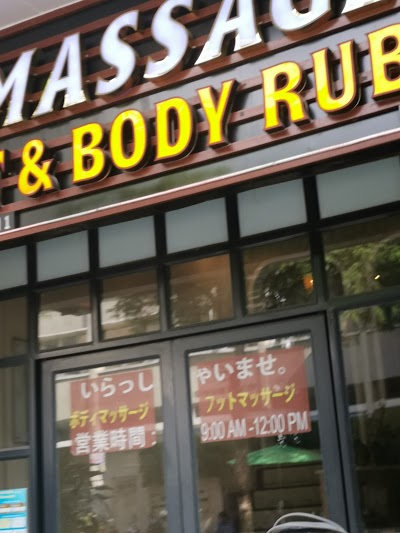 MASSAGE
& BODY RUB
いらっしゃいませ。
ボディマッサージ フットマッサージ
営業時間: 9:00 AM -12:00 PM